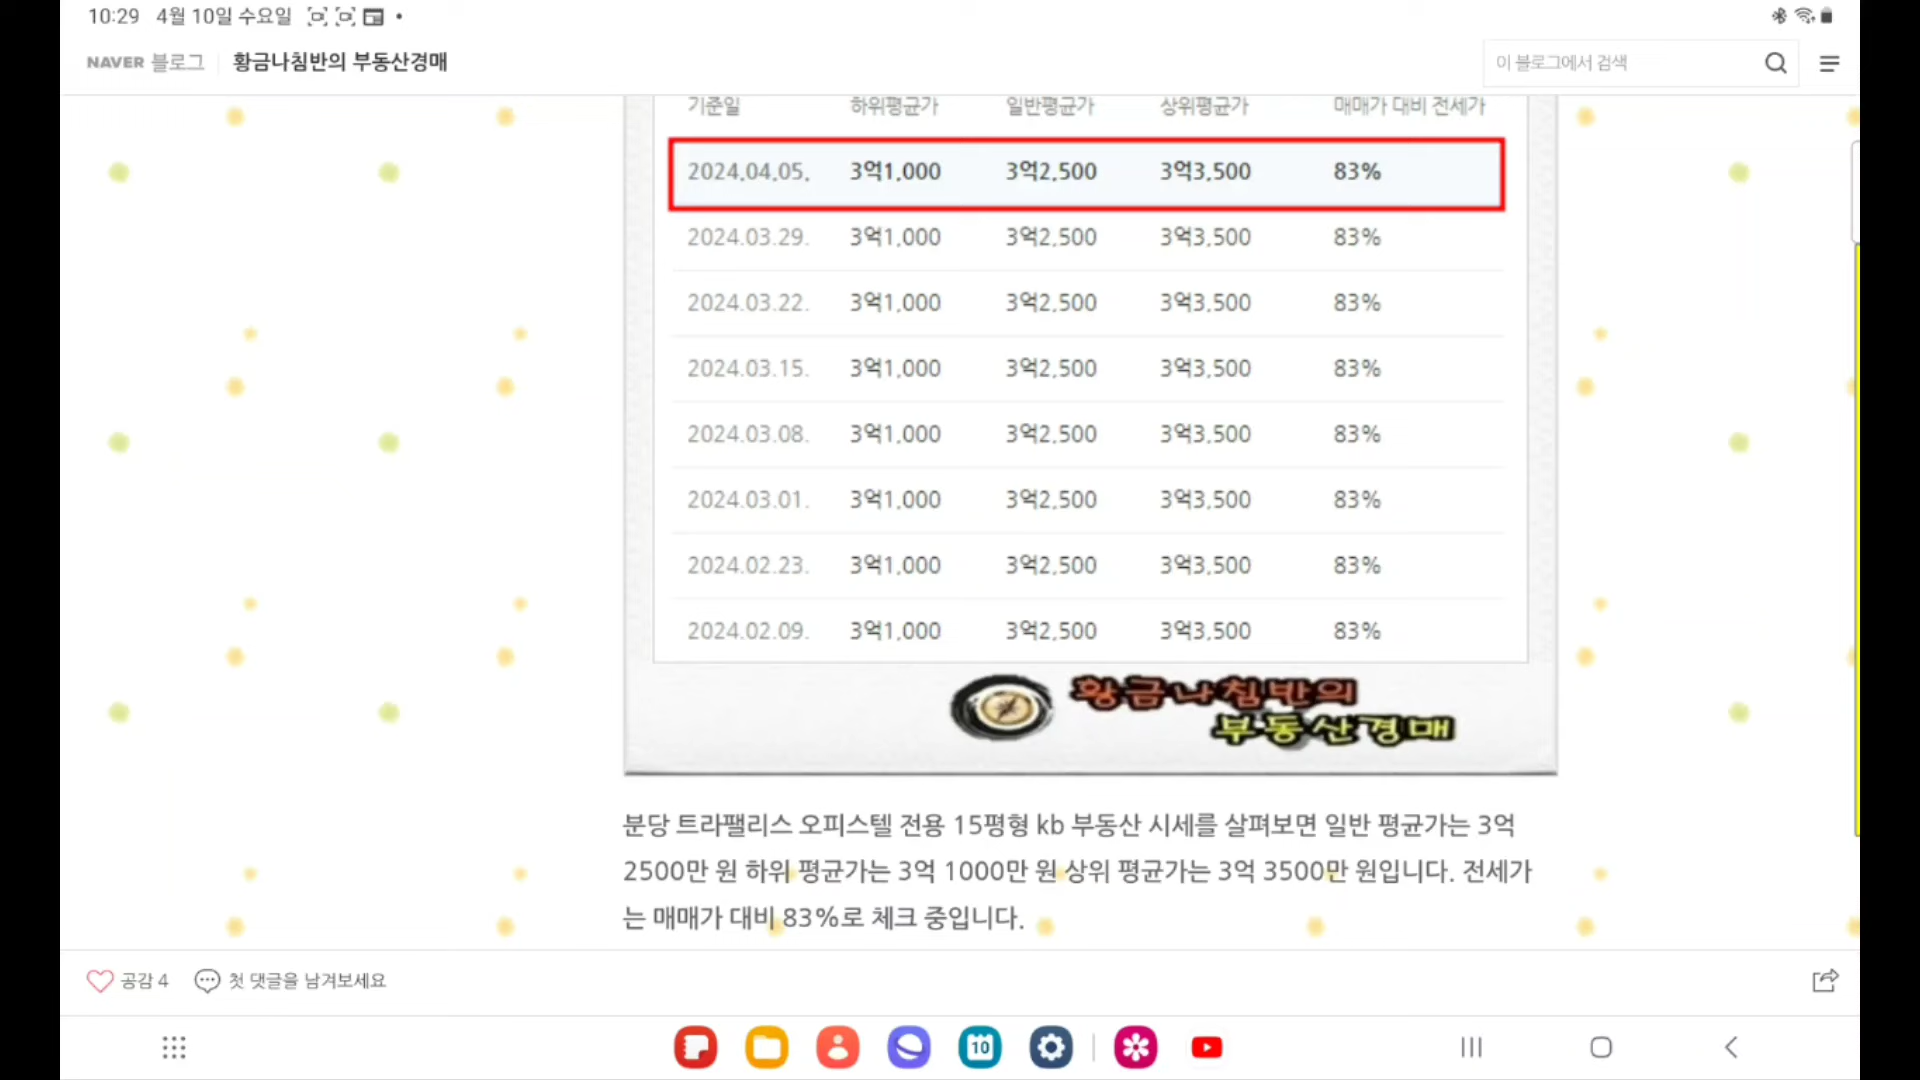 10:29 4월 10일 수요일
NAVER 블로그 황금나침반의 부동산경매 이 블로그에서 검색
기준일 하위평균가 일반평균가 상위평균가 매매가 대비 전세가
2024.04.05. 3억1,000 3억2,500 3억3,500 83%
2024.03.29. 3억1,000 3억2,500 3억3,500 83%
2024.03.22. 3억1,000 3억2,500 3억3,500 83%
2024.03.15. 3억1,000 3억2,500 3억3,500 83%
2024.03.08. 3억1,000 3억2,500 3억3,500 83%
2024.03.01. 3억1,000 3억2,500 3억3,500 83%
2024.02.23. 3억1,000 3억2,500 3억3,500 83%
2024.02.09. 3억1,000 3억2,500 3억3,500 83%
황금나침반의
부동산경매
분당 트라팰리스 오피스텔 전용 15평형 kb 부동산 시세를 살펴보면 일반 평균가는 3억
2500만 원 하위 평균가는 3억 1000만 원 상위 평균가는 3억 3500만 원입니다. 전세가
는 매매가 대비 83%로 체크 중입니다.
공감 4 첫 댓글을 남겨보세요
10